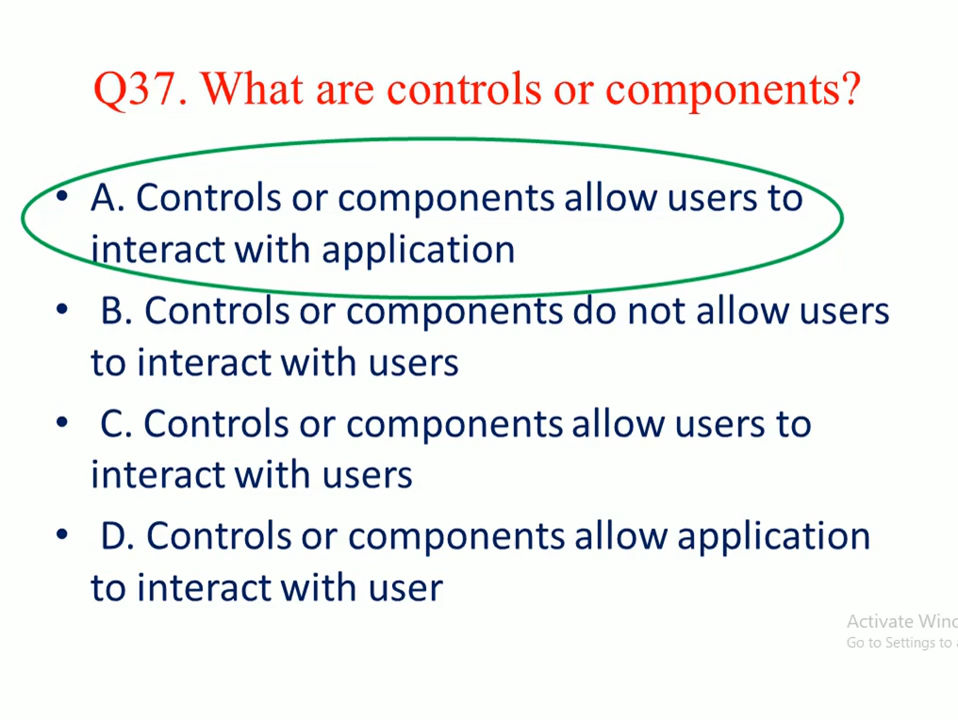 Q37. What are controls or components?
• A. Controls or components allow users to
interact with application
• B. Controls or components do not allow users
to interact with users
• C. Controls or components allow users to
interact with users
• D. Controls or components allow application
to interact with user
Activate Winc
Go to Settings to a